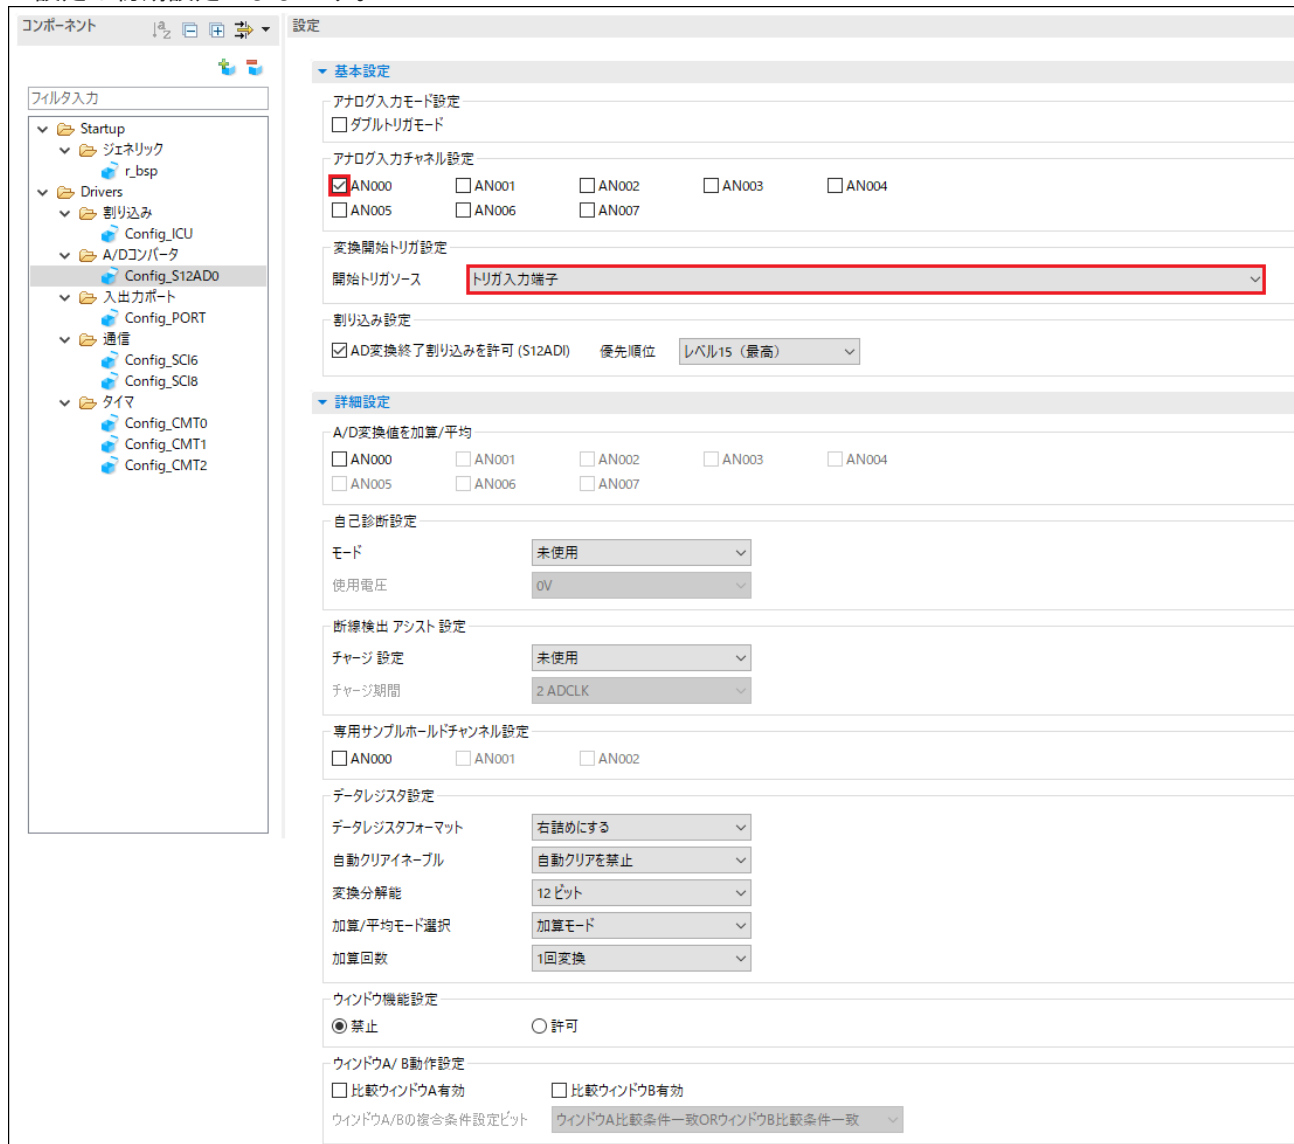 コンポーネント
設定
フィルタ入力
Startup
ジェネリック
r_bsp
Drivers
割り込み
Config_ICU
A/Dコンバータ
Config_S12AD0
入出力ポート
Config_PORT
通信
Config_SCI6
Config_SCI8
タイマ
Config_CMT0
Config_CMT1
Config_CMT2
基本設定
アナログ入力モード設定
ダブルトリガモード
アナログ入力チャネル設定
AN000 AN001 AN002 AN003 AN004
AN005 AN006 AN007
変換開始トリガ設定
開始トリガソース トリガ入力端子
割り込み設定
AD変換終了割り込みを許可 (S12ADI) 優先順位 レベル15（最高）
詳細設定
A/D変換値を加算/平均
AN000 AN001 AN002 AN003 AN004
AN005 AN006 AN007
自己診断設定
モード 未使用
使用電圧 0V
断線検出 アシスト 設定
チャージ 設定 未使用
チャージ期間 2 ADCLK
専用サンプルホールドチャンネル設定
AN000 AN001 AN002
データレジスタ設定
データレジスタフォーマット 右詰めにする
自動クリアイネーブル 自動クリアを禁止
変換分解能 12 ビット
加算/平均モード選択 加算モード
加算回数 1回変換
ウィンドウ機能設定
禁止 許可
ウィンドウA/ B動作設定
比較ウィンドウA有効 比較ウィンドウB有効
ウィンドウA/Bの複合条件設定ビット ウィンドウA比較条件一致ORウィンドウB比較条件一致